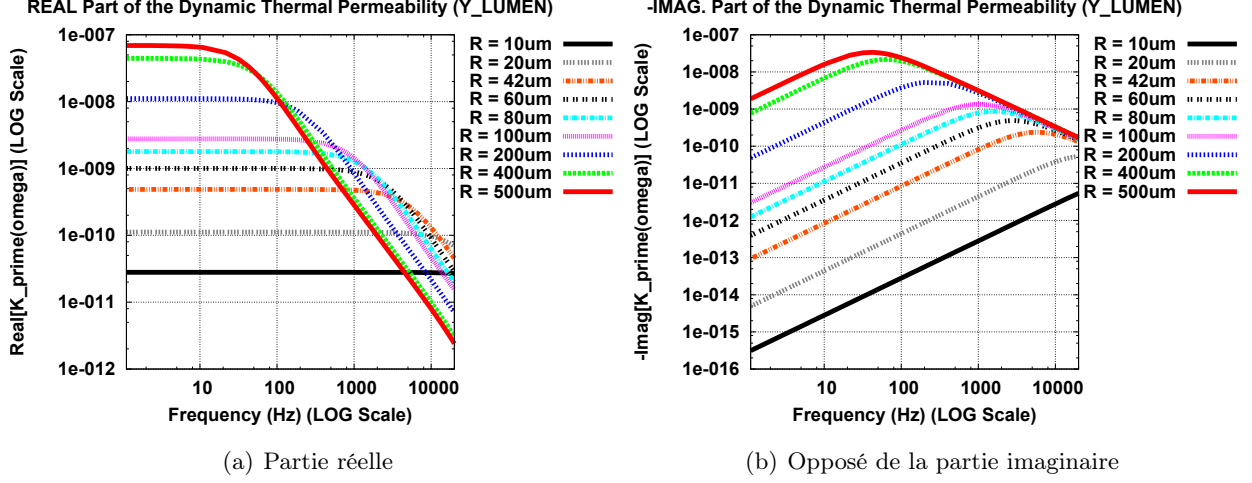 REAL Part of the Dynamic Thermal Permeability (Y_LUMEN)
Real[K_prime(omega)] (LOG Scale)
1e-007
1e-008
1e-009
1e-010
1e-011
1e-012
10
100
1000
10000
Frequency (Hz) (LOG Scale)
R = 10um
R = 20um
R = 42um
R = 60um
R = 80um
R = 100um
R = 200um
R = 400um
R = 500um
(a) Partie réelle
-IMAG. Part of the Dynamic Thermal Permeability (Y_LUMEN)
-Imag[K_prime(omega)] (LOG Scale)
1e-007
1e-008
1e-009
1e-010
1e-011
1e-012
1e-013
1e-014
1e-015
1e-016
10
100
1000
10000
Frequency (Hz) (LOG Scale)
R = 10um
R = 20um
R = 42um
R = 60um
R = 80um
R = 100um
R = 200um
R = 400um
R = 500um
(b) Opposé de la partie imaginaire